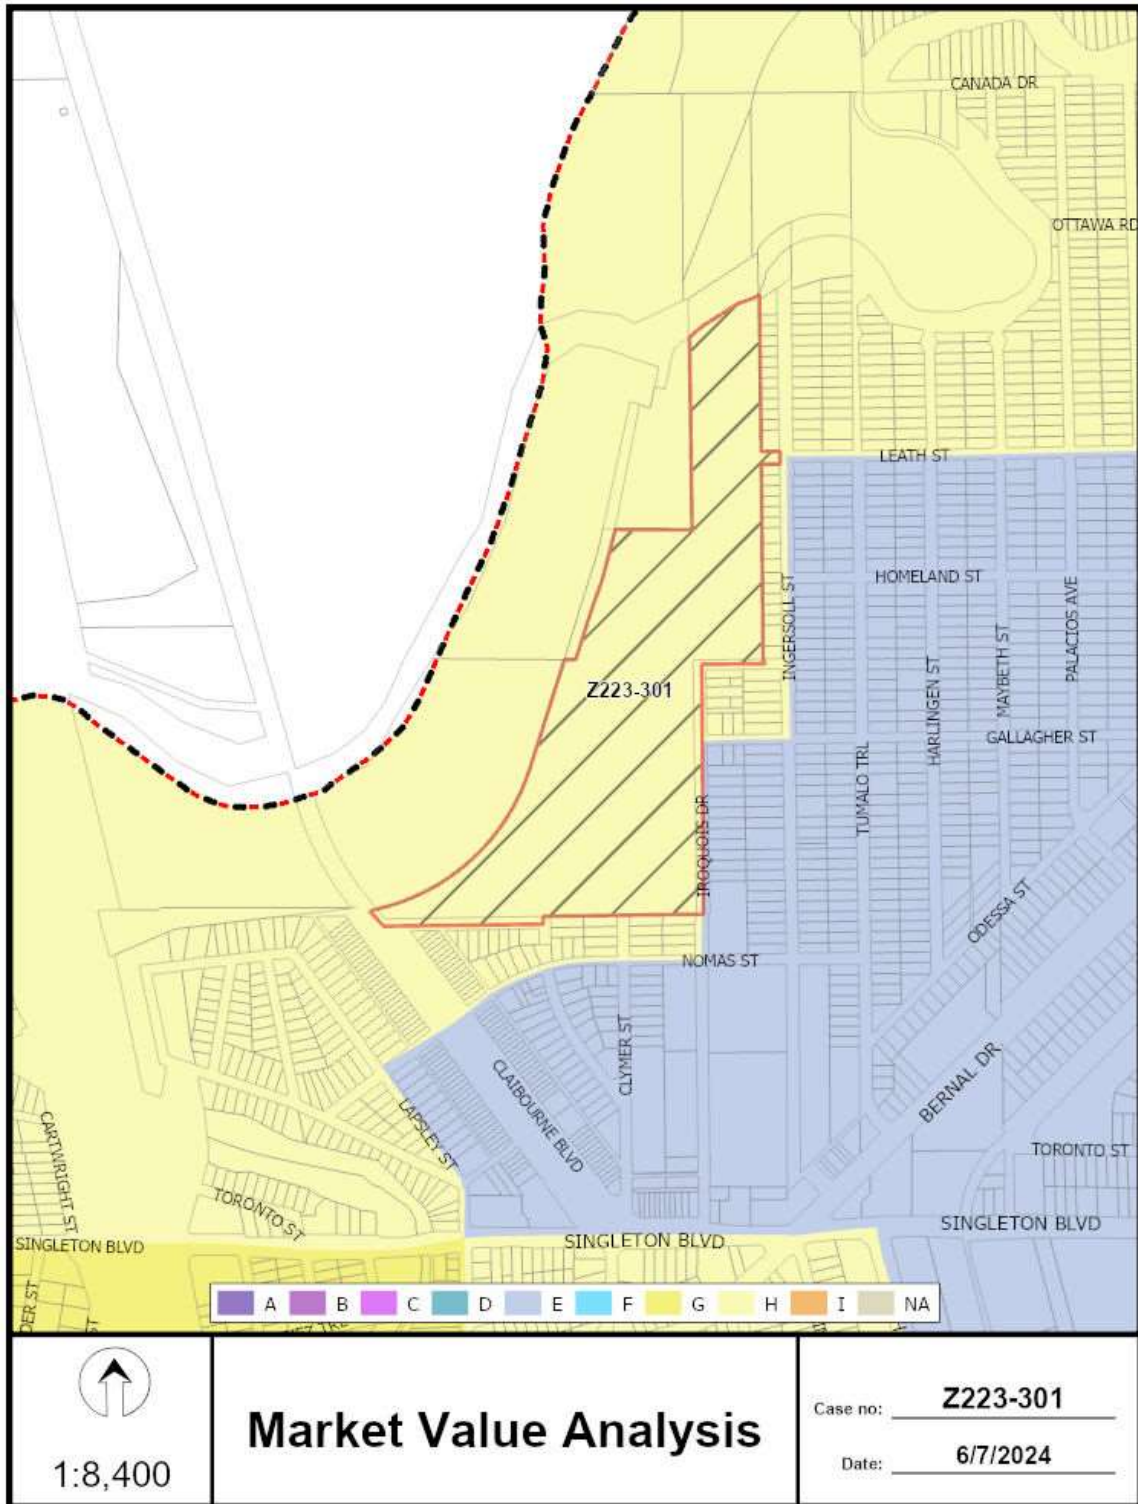 CANADA DR
OTTAWA RD
LEATH ST
HOMELAND ST
INGERSOLL ST
PALACIOS AVE
MAYBETH ST
HARLINGEN ST
Z223-301
GALLAGHER ST
TUMALO TRL
IROQUOIS DR
ODESSA ST
NOMAS ST
CLYMER ST
BERNAL DR
CLAIBOURNE BLVD
LAPSLEY ST
CARTWRIGHT ST
TORONTO ST
TORONTO ST
SINGLETON BLVD
SINGLETON BLVD
SINGLETON BLVD
DER ST
ST
A B C D E F G H I NA
1:8,400
Market Value Analysis
Case no: Z223-301
Date: 6/7/2024